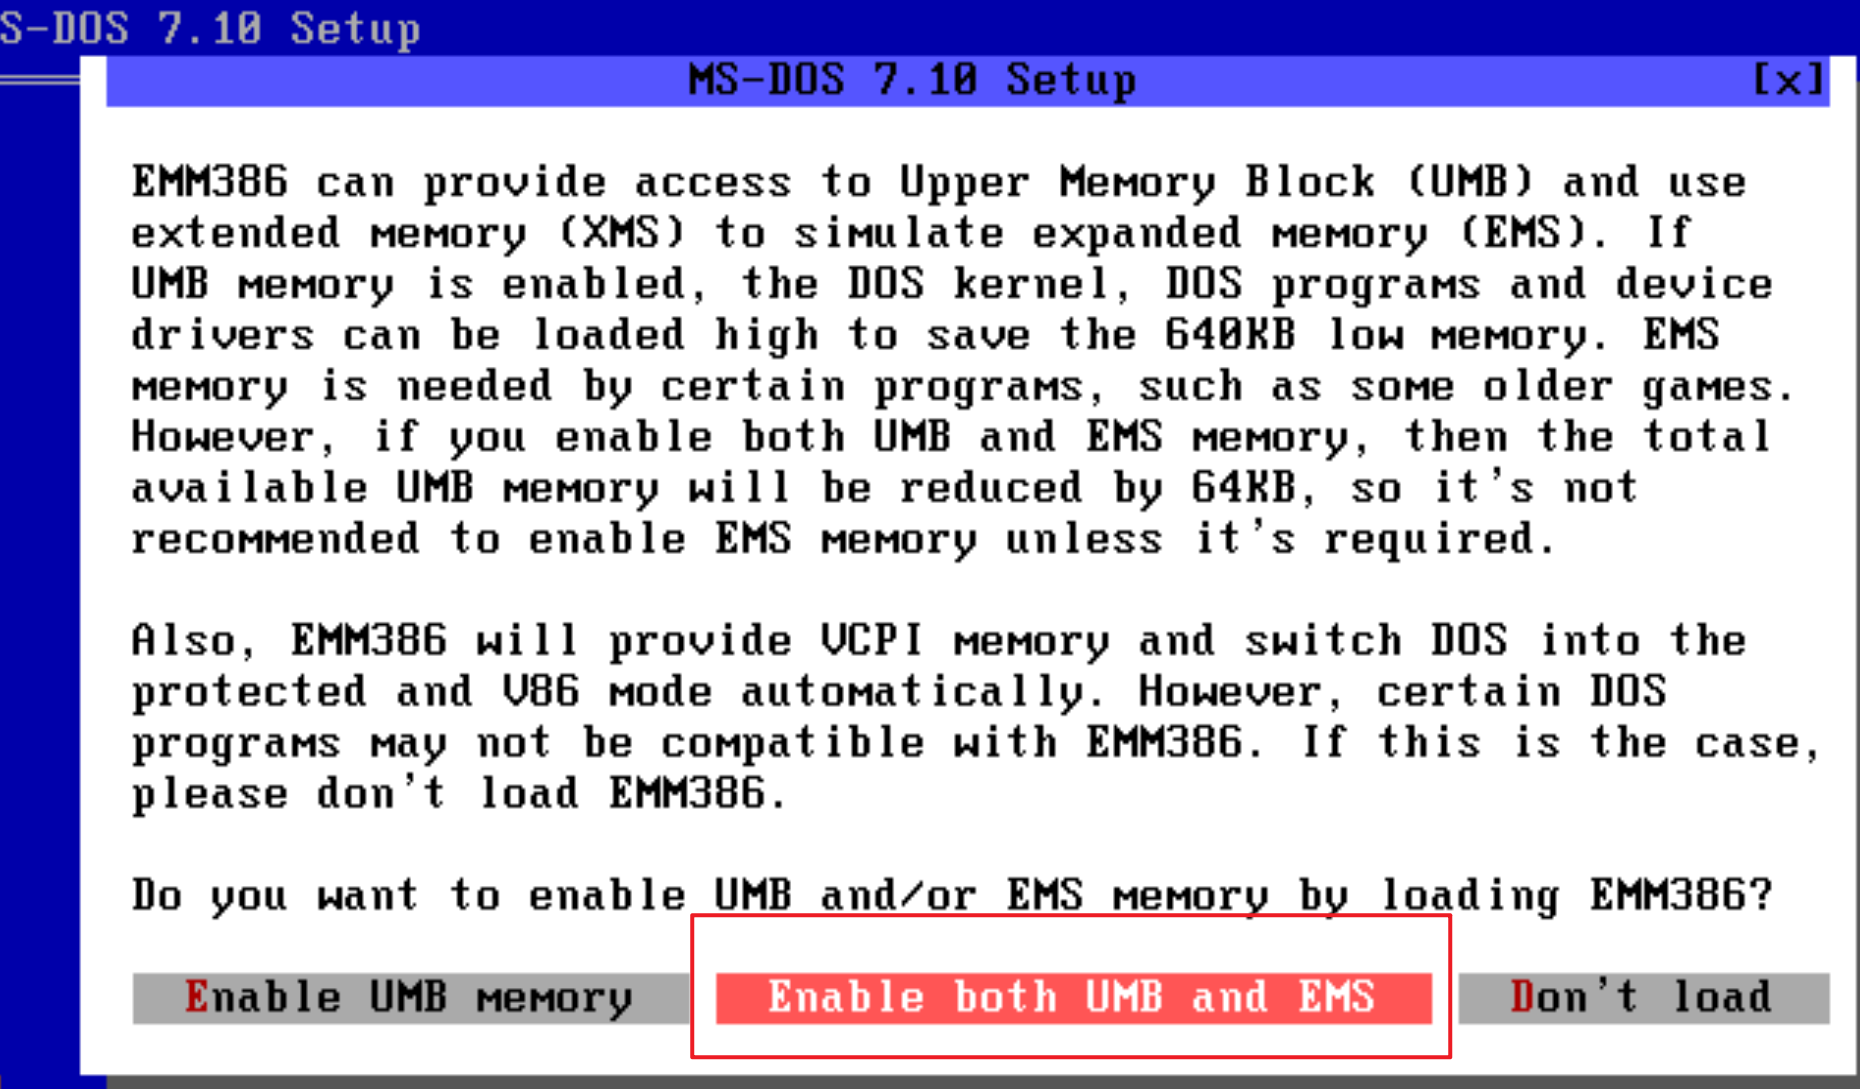 S-DOS 7.10 Setup
MS-DOS 7.10 Setup [x]
EMM386 can provide access to Upper Memory Block (UMB) and use
extended memory (XMS) to simulate expanded memory (EMS). If
UMB memory is enabled, the DOS kernel, DOS programs and device
drivers can be loaded high to save the 640KB low memory. EMS
memory is needed by certain programs, such as some older games.
However, if you enable both UMB and EMS memory, then the total
available UMB memory will be reduced by 64KB, so it's not
recommended to enable EMS memory unless it's required.
Also, EMM386 will provide VCPI memory and switch DOS into the
protected and V86 mode automatically. However, certain DOS
programs may not be compatible with EMM386. If this is the case,
please don't load EMM386.
Do you want to enable UMB and/or EMS memory by loading EMM386?
Enable UMB memory Enable both UMB and EMS Don't load